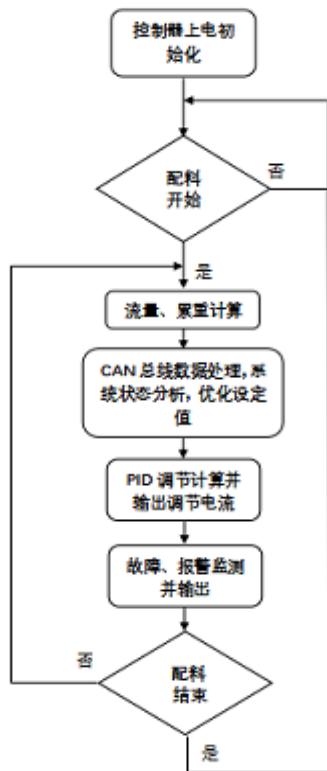 控制器上电初
始化
否
配料
开始
是
流量、累重计算
CAN 总线数据处理，系
统状态分析，优化设定
值
PID 调节计算并
输出调节电流
故障、报警监测
并输出
否
配料
结束
是